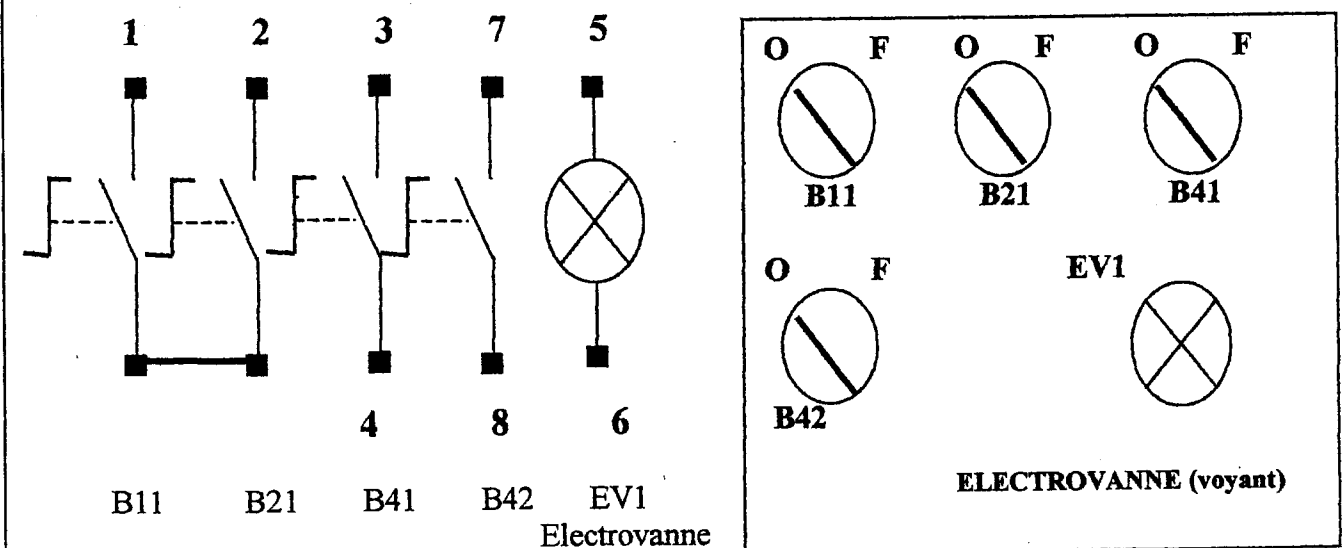 1 2 3 7 5
4 8 6
B11 B21 B41 B42 EV1
Electrovanne
O F O F O F
B11 B21 B41
O F EV1
B42
ELECTROVANNE (voyant)